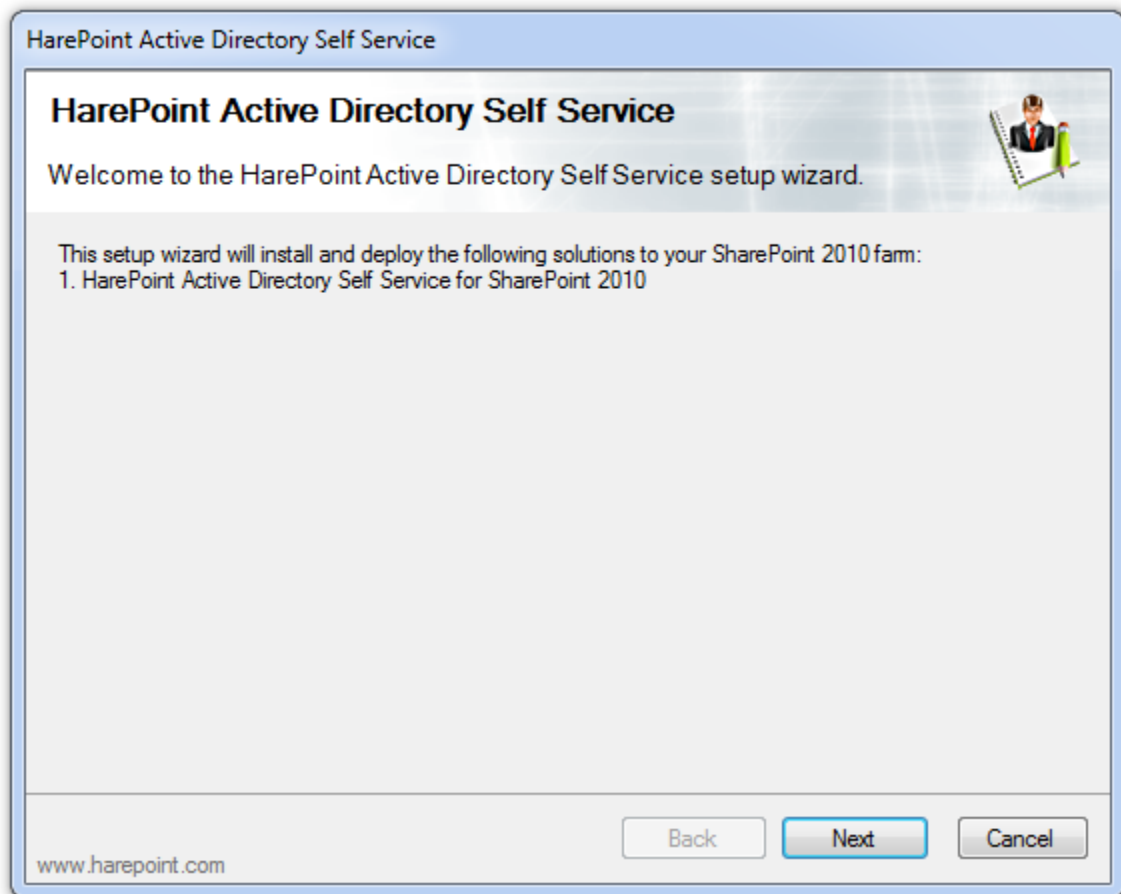 HarePoint Active Directory Self Service
HarePoint Active Directory Self Service
Welcome to the HarePoint Active Directory Self Service setup wizard.
This setup wizard will install and deploy the following solutions to your SharePoint 2010 farm:
1. HarePoint Active Directory Self Service for SharePoint 2010
Back Next Cancel
www.harepoint.com